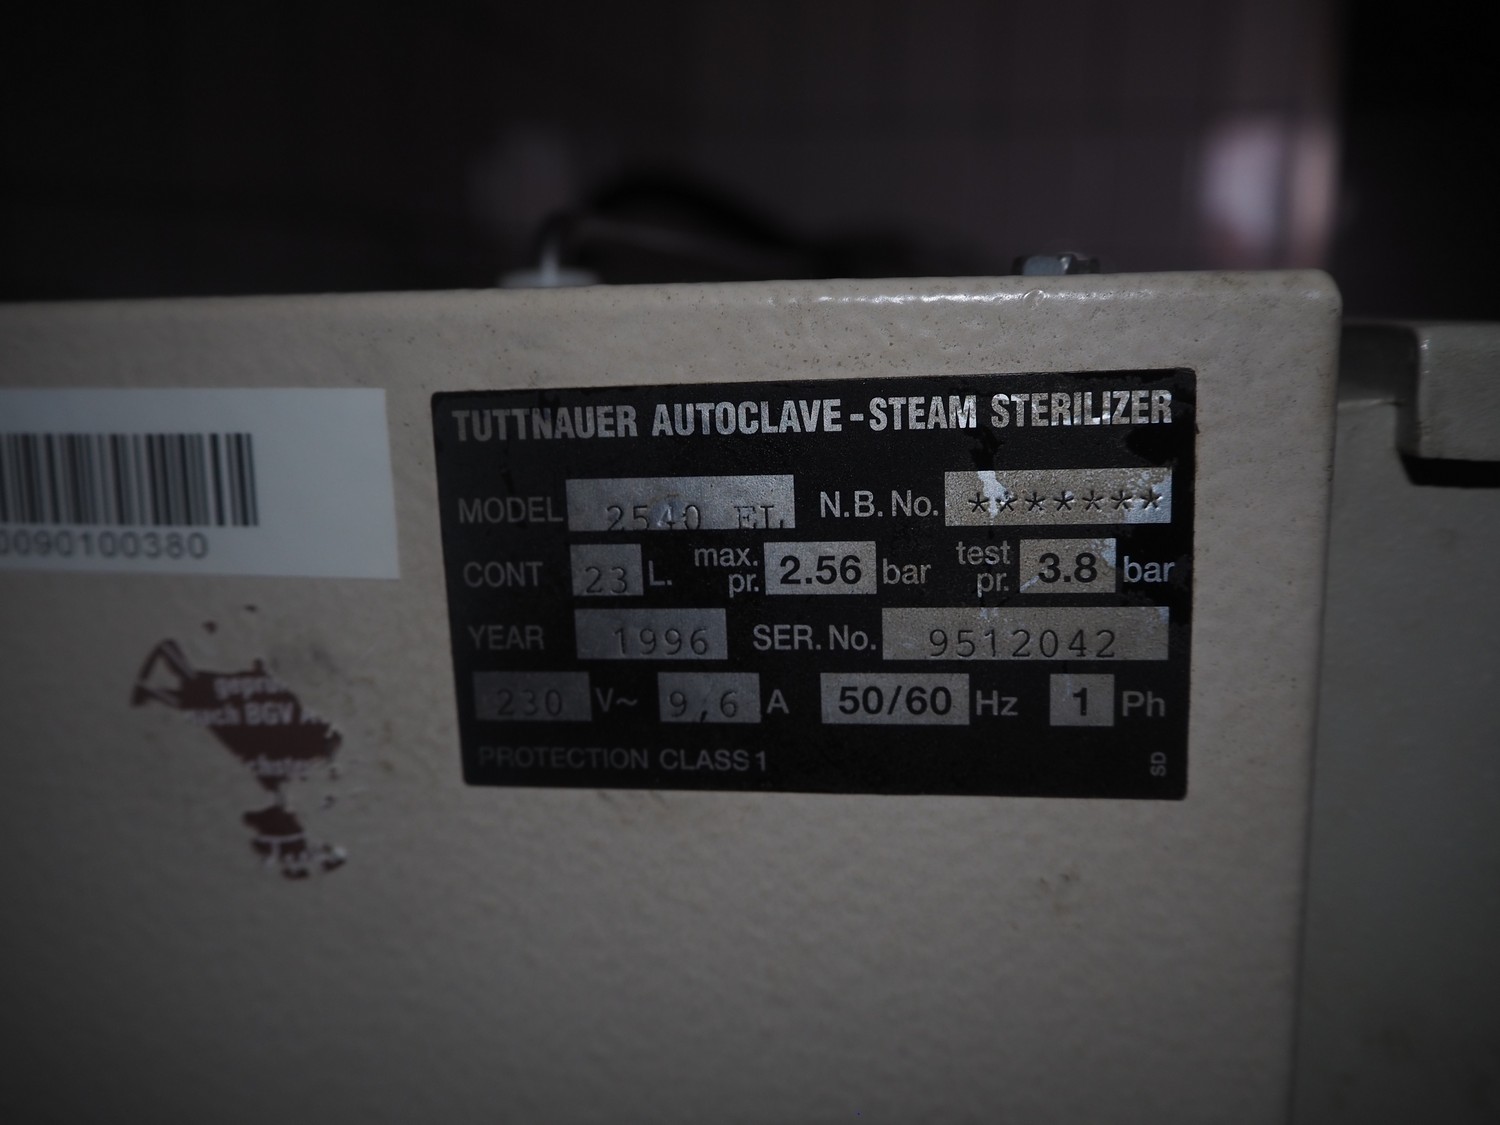 TUTTNAUER AUTOCLAVE-STEAM STERILIZER
MODEL 2540 EL N.B. No. *******
CONT 23 L. max. pr. 2.56 bar test pr. 3.8 bar
YEAR 1996 SER. No. 9512042
230 V~ 9,6 A 50/60 Hz 1 Ph
PROTECTION CLASS 1 SD
0090100380
nach BGV